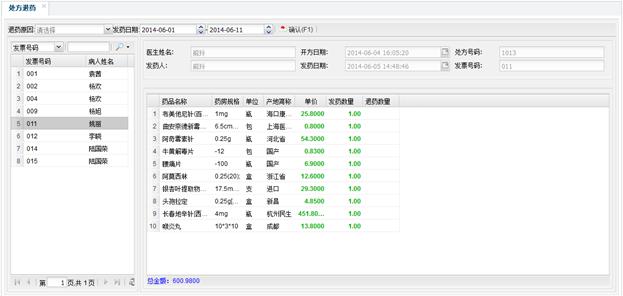 处方退药
退药原因: 请选择 发药日期: 2014-06-01 - 2014-06-11 确认(F1)
发票号码
发票号码 病人姓名
1 001 袁茜
2 002 杨欢
3 004 杨欢
4 009 杨旭
5 011 姚丽
6 012 李晓
7 014 陆国荣
8 015 陆国荣
第 1 页,共 1 页
医生姓名: 开方日期: 2014-06-04 16:05:20 处方号码: 1013
发药人: 发药日期: 2014-06-05 14:48:46 发票号码: 011
药品名称 药房规格 单位 产地简称 单价 发药数量 退药数量
1 布美他尼针(百... 1mg 瓶 海口康... 25.8000 1.00
2 曲安奈德新霉... 6.5cm... 包 上海医... 0.8000 1.00
3 阿奇霉素针 0.25g 瓶 河北省 54.3000 1.00
4 牛黄解毒片 -12 包 国产 0.8300 1.00
5 腰痛片 -100 瓶 国产 6.9000 1.00
6 阿莫西林 0.25(20); 盒 浙江省 12.6000 1.00
7 银杏叶提取物... 17.5m... 支 进口 29.3000 1.00
8 头孢拉定 0.25g(... 盒 新昌 4.8500 1.00
9 长春地辛针(西... 4mg 瓶 杭州民生 451.80... 1.00
10 咳炎丸 10*3*10 盒 成都 13.8000 1.00
总金额: 600.9800